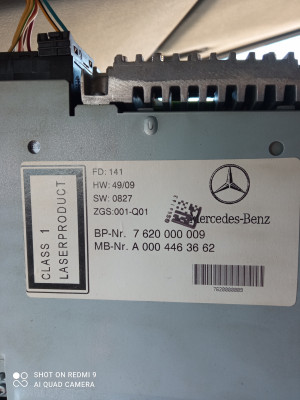 CLASS 1
LASERPRODUCT
FD: 141
HW: 49/09
SW: 0827
ZGS:001-Q01
Mercedes-Benz
BP-Nr. 7 620 000 009
MB-Nr. A 000 446 36 62
7620000009
SHOT ON REDMI 9
AI QUAD CAMERA